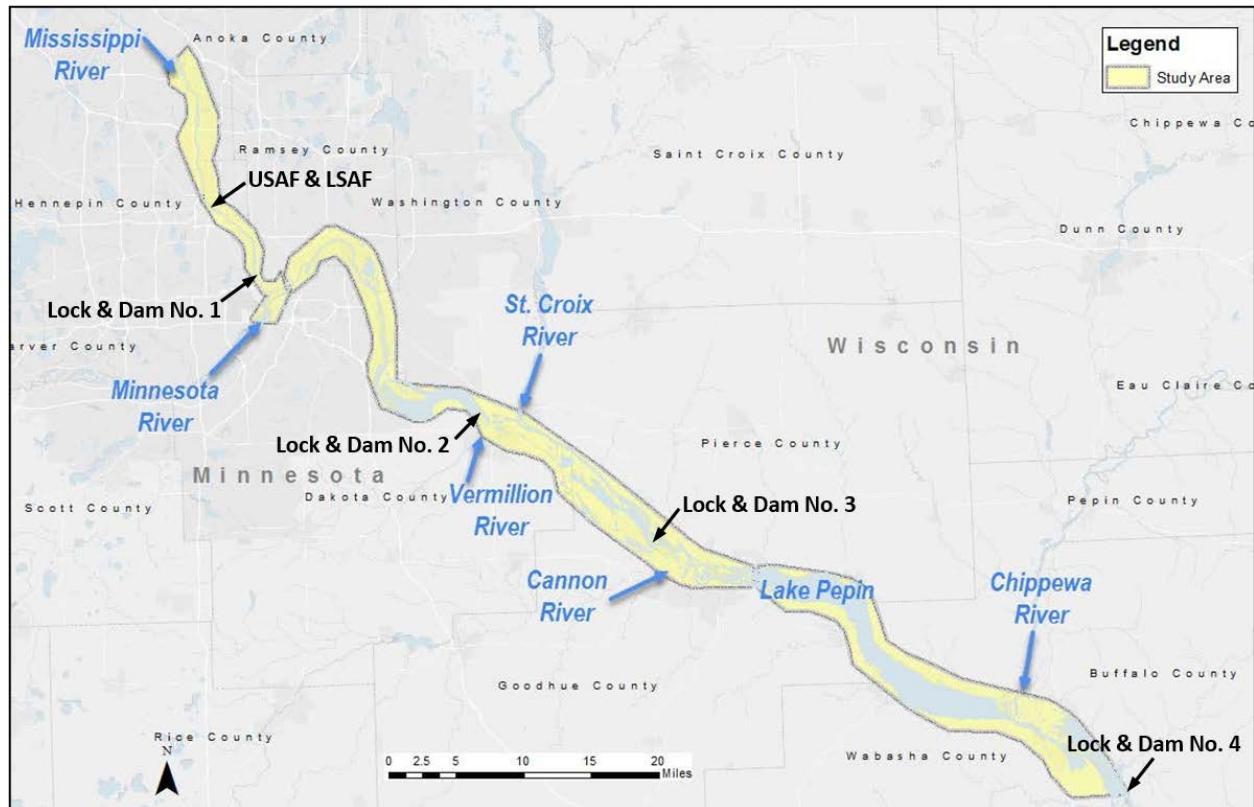 Mississippi
River
Anoka County
Legend
Study Area
Chippewa Co
Ramsey County
Saint Croix County
USAF & LSAF
Hennepin County
Washington County
Dunn County
Lock & Dam No. 1
St. Croix
River
arver County
Wisconsin
Minnesota
River
Eau Claire Co
Lock & Dam No. 2
Pierce County
Minnesota
Dakota County
Vermillion
River
Scott County
Lock & Dam No. 3
Pepin County
Cannon
River
Lake Pepin
Chippewa
River
Goodhue County
Buffalo County
Rice County
N
Wabasha County
Lock & Dam No. 4
0 2.5 5 10 15 20
Miles